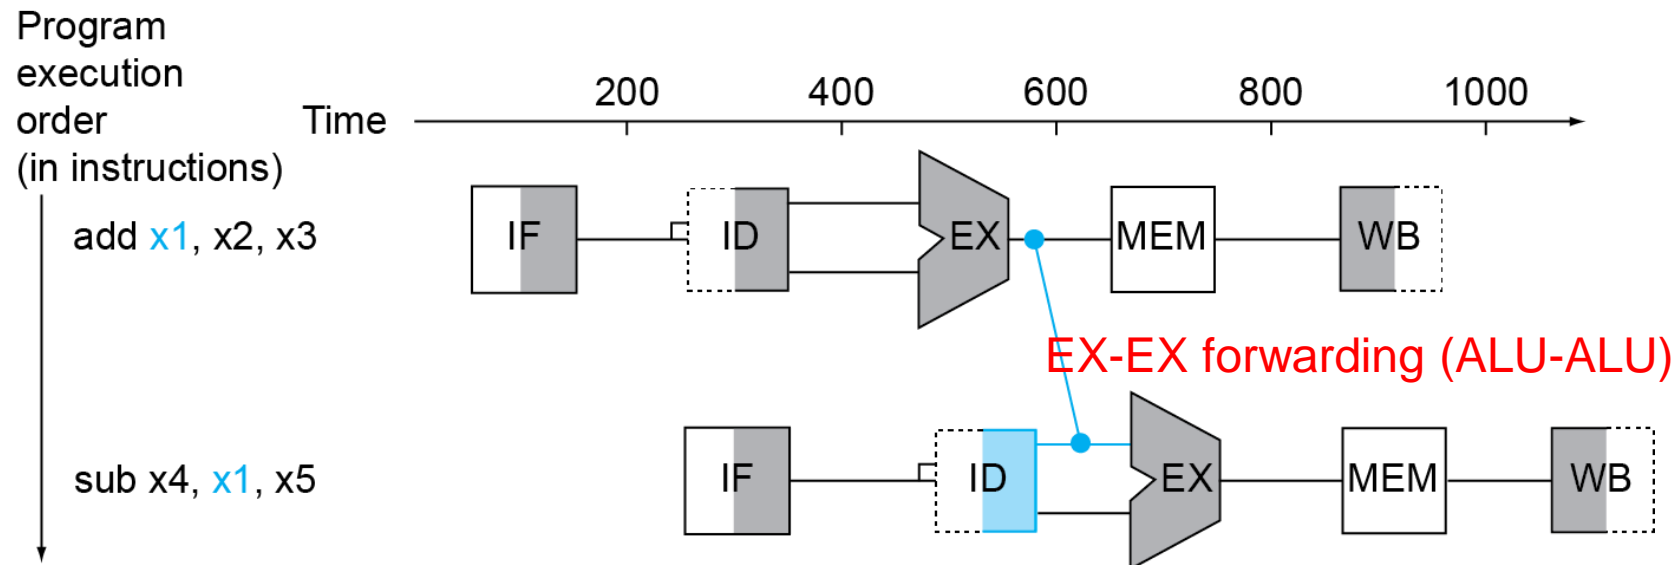 Program
execution
order
(in instructions)
Time
200 400 600 800 1000
add x1, x2, x3
IF ID EX MEM WB
EX-EX forwarding (ALU-ALU)
sub x4, x1, x5
IF ID EX MEM WB